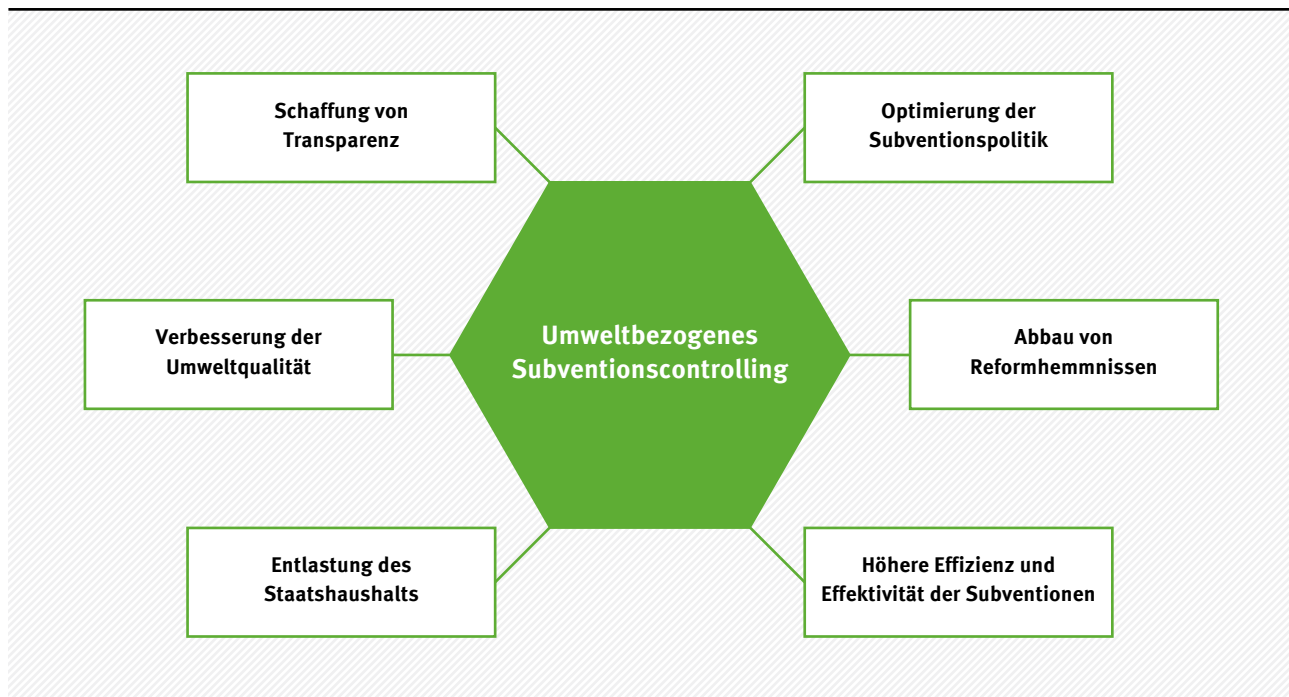 Schaffung von
Transparenz
Optimierung der
Subventionspolitik
Verbesserung der
Umweltqualität
Umweltbezogenes
Subventionscontrolling
Abbau von
Reformhemmnissen
Entlastung des
Staatshaushalts
Höhere Effizienz und
Effektivität der Subventionen